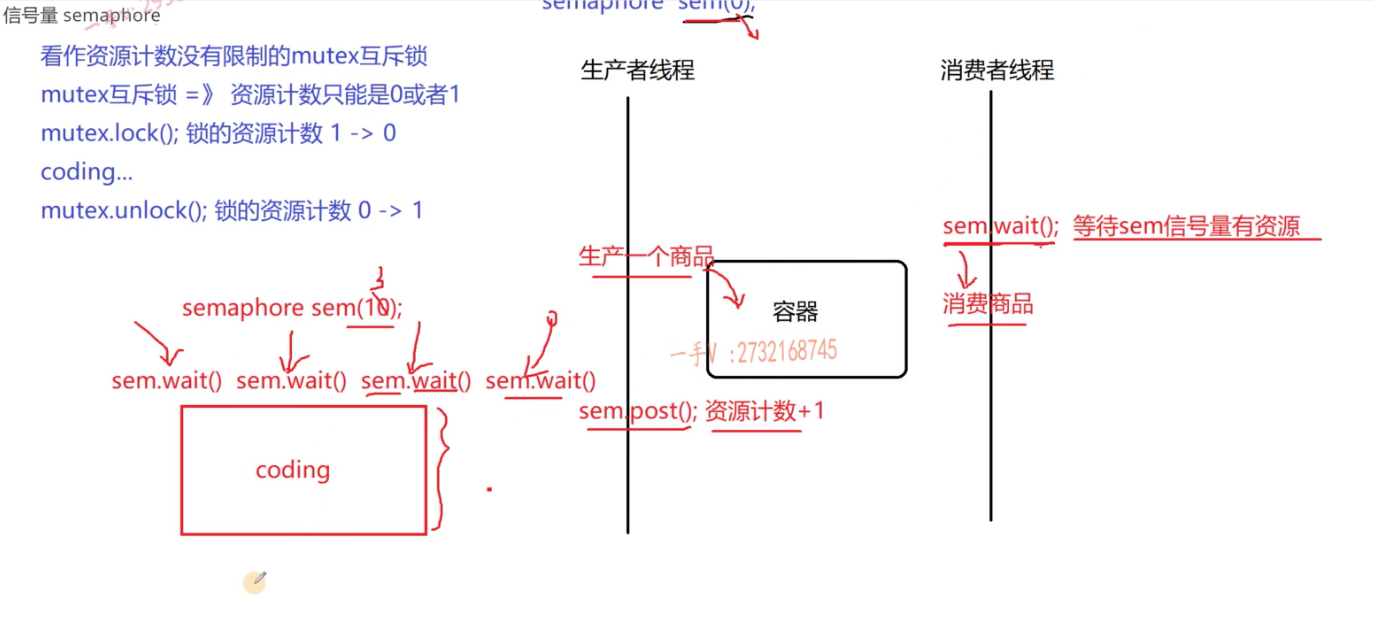 信号量 semaphore
semaphore sem(0);
看作资源计数没有限制的mutex互斥锁
mutex互斥锁 =》 资源计数只能是0或者1
mutex.lock(); 锁的资源计数 1 -> 0
coding...
mutex.unlock(); 锁的资源计数 0 -> 1
3
semaphore sem(10);
0
sem.wait() sem.wait() sem.wait() sem.wait()
coding
生产者线程
生产一个商品
容器
一手V :2732168745
sem.post(); 资源计数+1
消费者线程
sem.wait(); 等待sem信号量有资源
消费商品